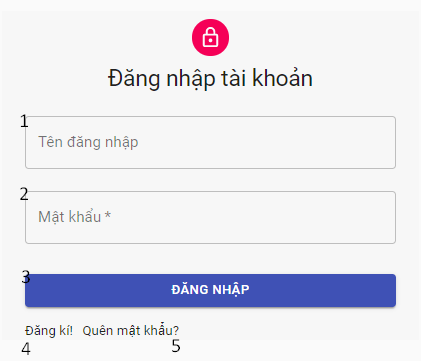 Đăng nhập tài khoản
1
Tên đăng nhập
2
Mật khẩu *
3
ĐĂNG NHẬP
Đăng kí! Quên mật khẩu?
4 5